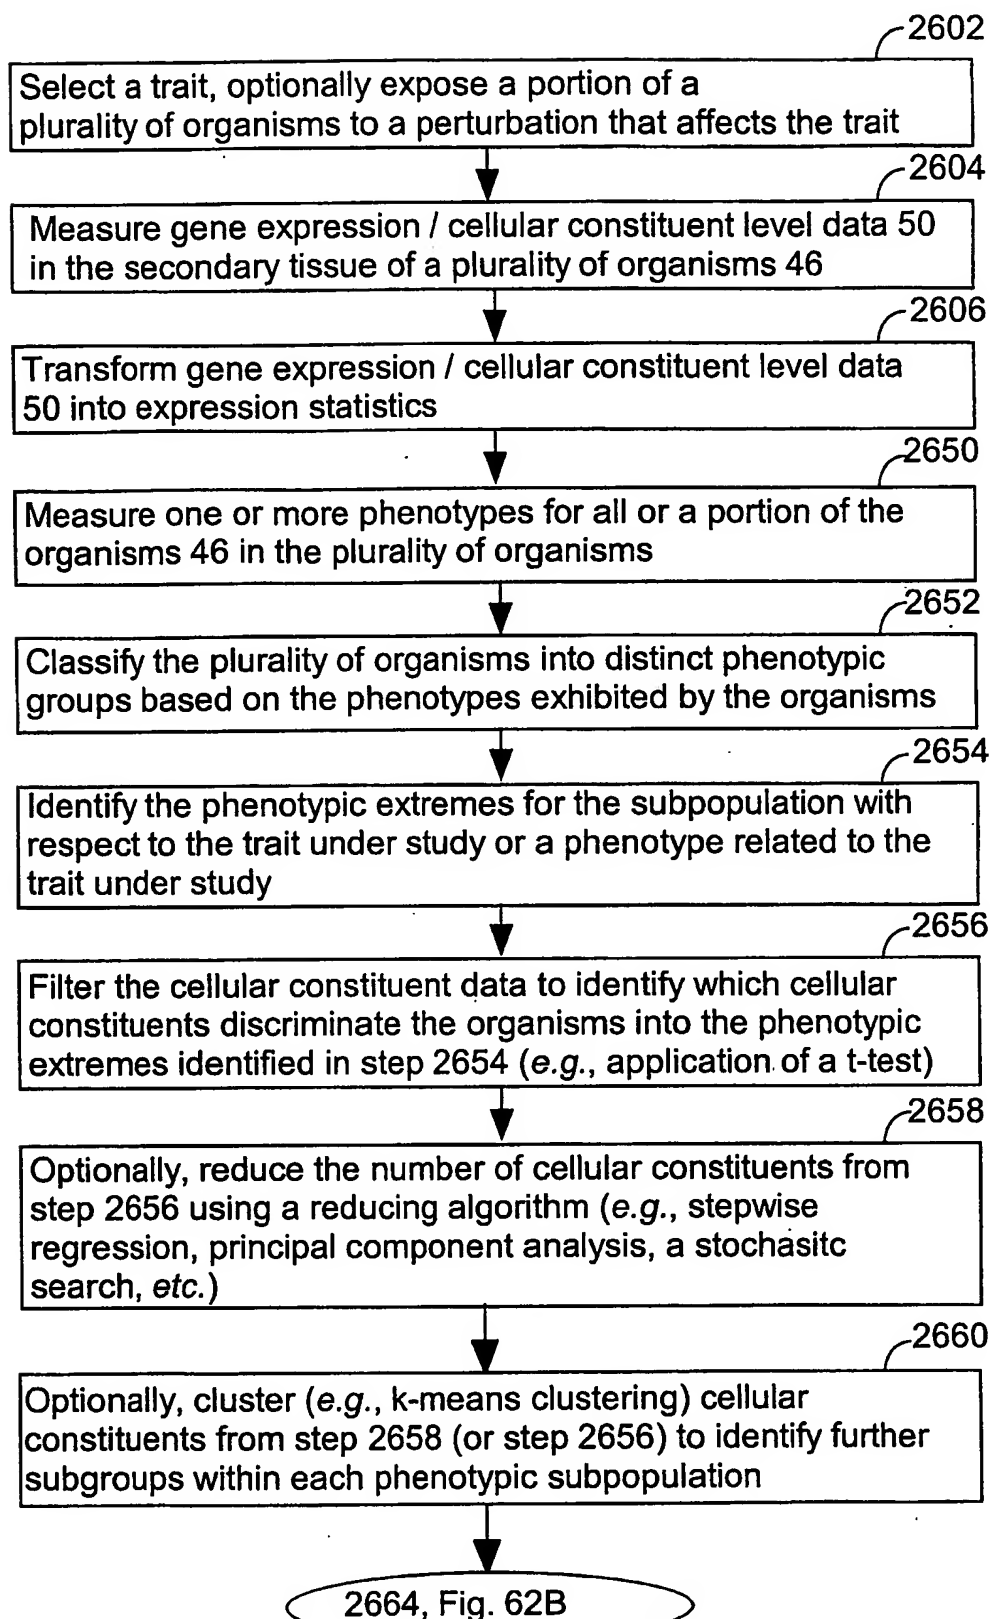 2602
Select a trait, optionally expose a portion of a
plurality of organisms to a perturbation that affects the trait
2604
Measure gene expression / cellular constituent level data 50
in the secondary tissue of a plurality of organisms 46
2606
Transform gene expression / cellular constituent level data
50 into expression statistics
2650
Measure one or more phenotypes for all or a portion of the
organisms 46 in the plurality of organisms
2652
Classify the plurality of organisms into distinct phenotypic
groups based on the phenotypes exhibited by the organisms
2654
Identify the phenotypic extremes for the subpopulation with
respect to the trait under study or a phenotype related to the
trait under study
2656
Filter the cellular constituent data to identify which cellular
constituents discriminate the organisms into the phenotypic
extremes identified in step 2654 (e.g., application of a t-test)
2658
Optionally, reduce the number of cellular constituents from
step 2656 using a reducing algorithm (e.g., stepwise
regression, principal component analysis, a stochasitc
search, etc.)
2660
Optionally, cluster (e.g., k-means clustering) cellular
constituents from step 2658 (or step 2656) to identify further
subgroups within each phenotypic subpopulation
2664, Fig. 62B